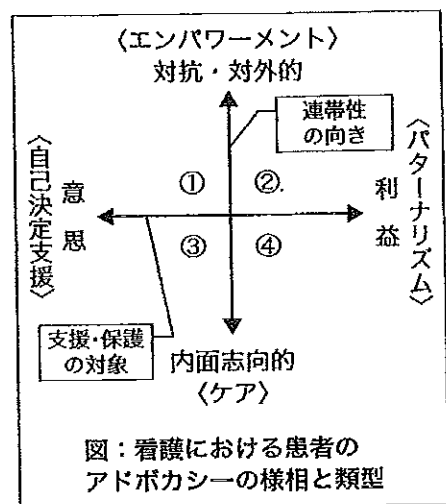 〈エンパワーメント〉
対抗・対外的
連帯性
の向き
〈自己決定支援〉
意思
①
②.
利益
〈パターナリズム〉
③
④
支援・保護
の対象
内面志向的
〈ケア〉
図：看護における患者の
アドボカシーの様相と類型